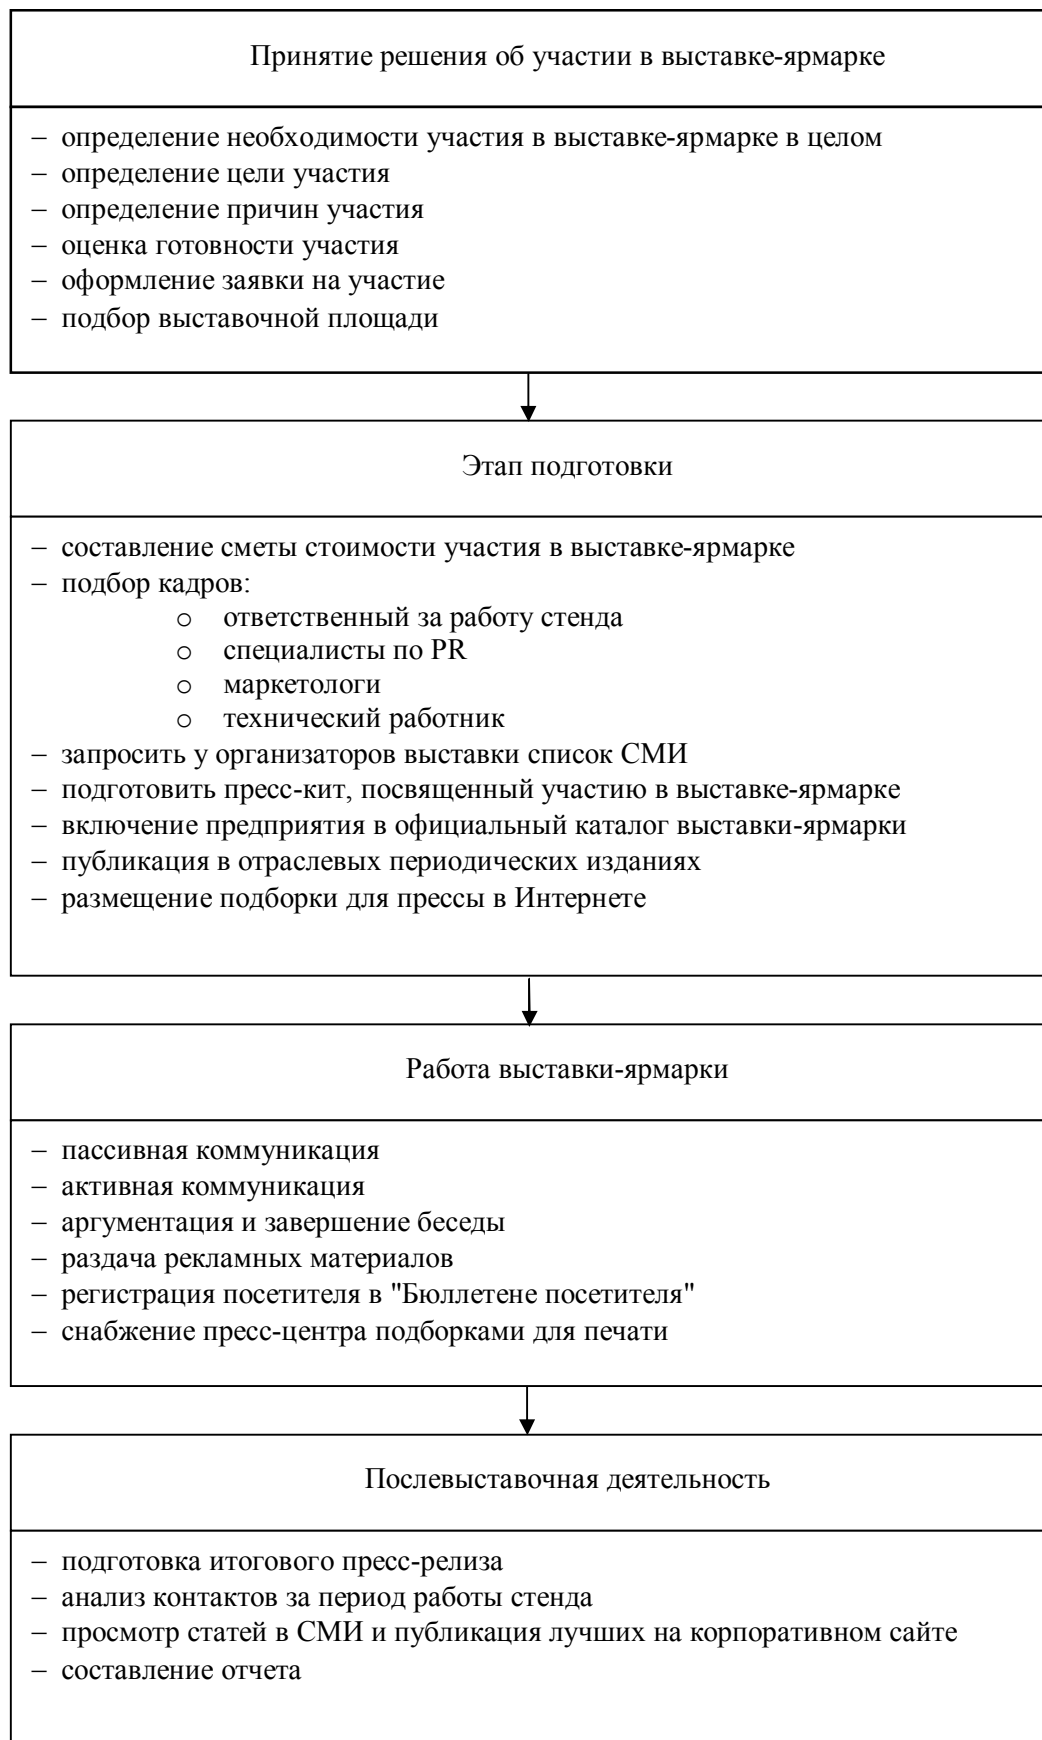 Принятие решения об участии в выставке-ярмарке
– определение необходимости участия в выставке-ярмарке в целом
– определение цели участия
– определение причин участия
– оценка готовности участия
– оформление заявки на участие
– подбор выставочной площади
Этап подготовки
– составление сметы стоимости участия в выставке-ярмарке
– подбор кадров:
o ответственный за работу стенда
o специалисты по PR
o маркетологи
o технический работник
– запросить у организаторов выставки список СМИ
– подготовить пресс-кит, посвященный участию в выставке-ярмарке
– включение предприятия в официальный каталог выставки-ярмарки
– публикация в отраслевых периодических изданиях
– размещение подборки для прессы в Интернете
Работа выставки-ярмарки
– пассивная коммуникация
– активная коммуникация
– аргументация и завершение беседы
– раздача рекламных материалов
– регистрация посетителя в "Бюллетене посетителя"
– снабжение пресс-центра подборками для печати
Послевыставочная деятельность
– подготовка итогового пресс-релиза
– анализ контактов за период работы стенда
– просмотр статей в СМИ и публикация лучших на корпоративном сайте
– составление отчета